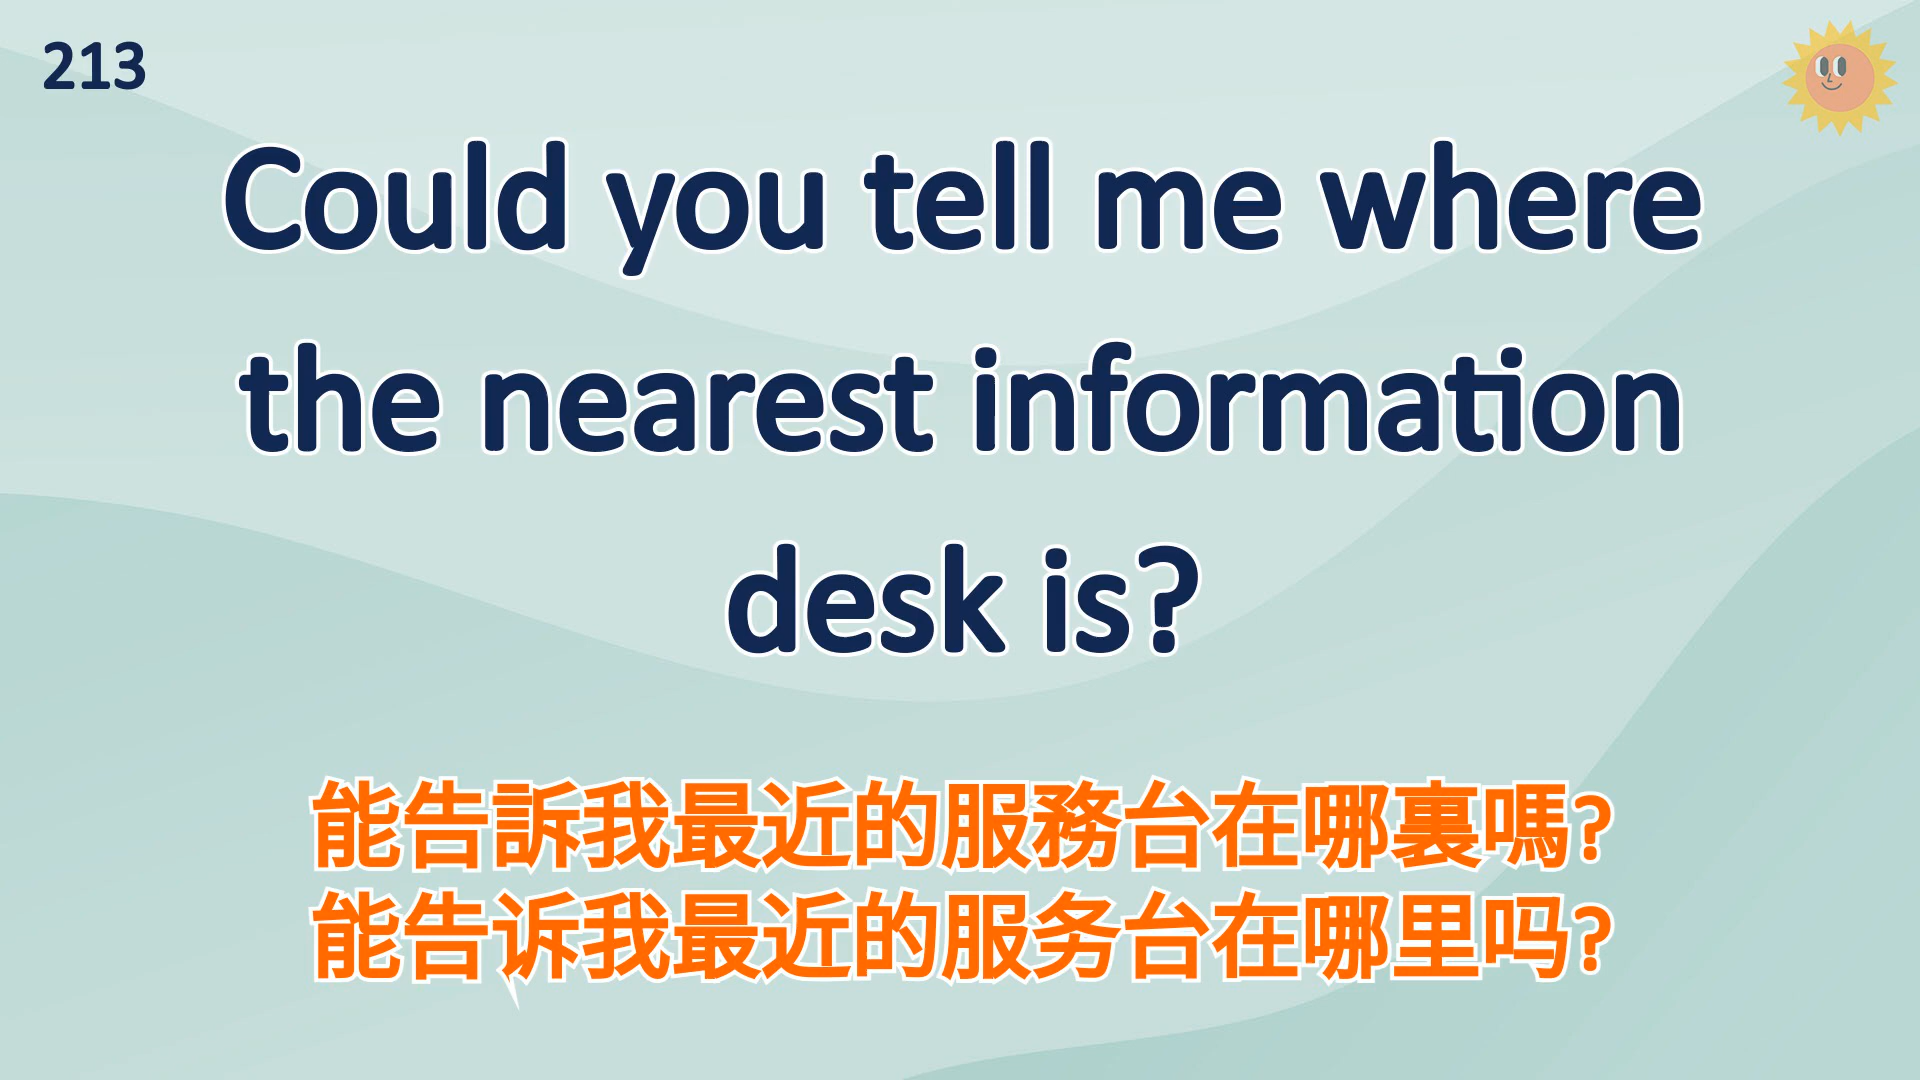 213
Could you tell me where
the nearest information
desk is?
能告訴我最近的服務台在哪裏嗎?
能告诉我最近的服务台在哪里吗?